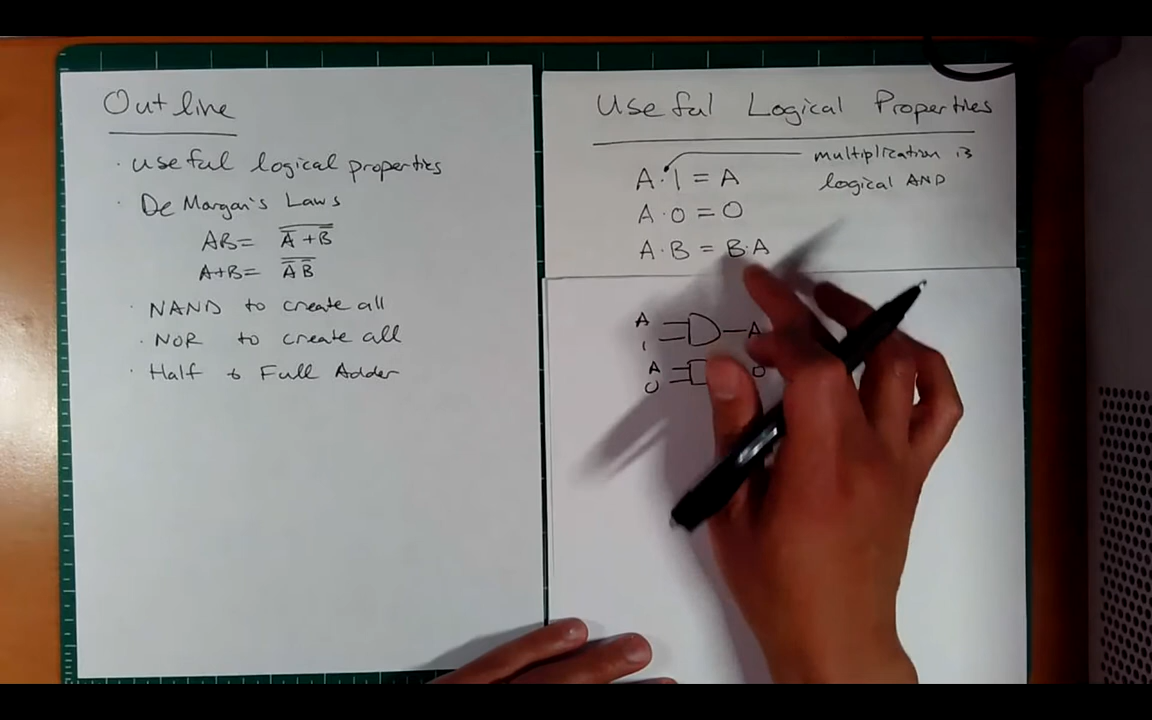 Outline
· useful logical properties
· De Margan's Laws
AB = \overline{\overline{A} + \overline{B}}
A+B = \overline{\overline{A} \overline{B}}
· NAND to create all
· NOR to create all
· Half to Full Adder
Useful Logical Properties
A·1 = A
multiplication is
logical AND
A·0 = 0
A·B = B·A
A
1
A
A
0
0